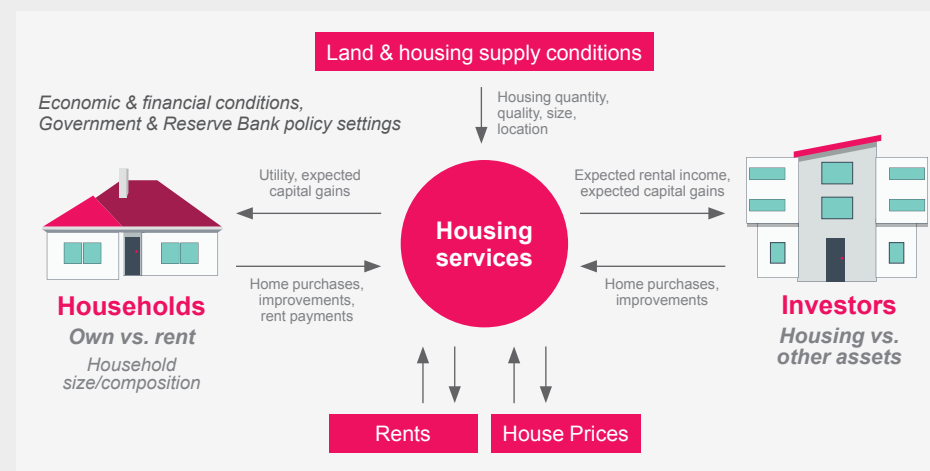 Land & housing supply conditions
Economic & financial conditions,
Government & Reserve Bank policy settings
Housing quantity,
quality, size,
location
Utility, expected
capital gains
Expected rental income,
expected capital gains
Housing
services
Home purchases,
improvements,
rent payments
Home purchases,
improvements
Households
Own vs. rent
Household
size/composition
Investors
Housing vs.
other assets
Rents
House Prices